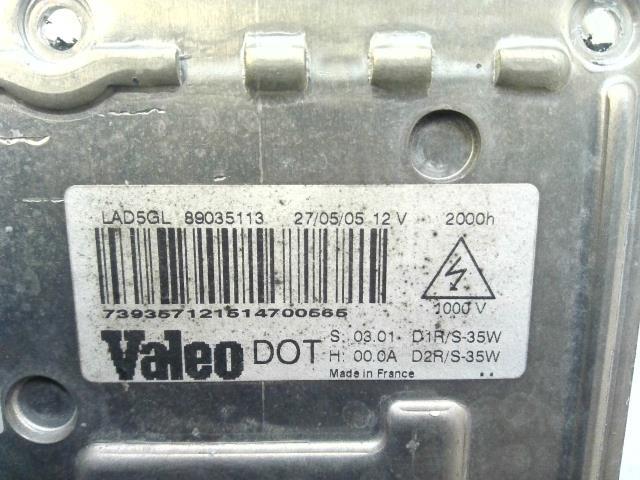 LAD5GL 89035113 27/05/05 12 V 2000h
739357121514700565
1000 V
Valeo DOT S: 03.01 D1R/S-35W
H: 00.0A D2R/S-35W
Made in France